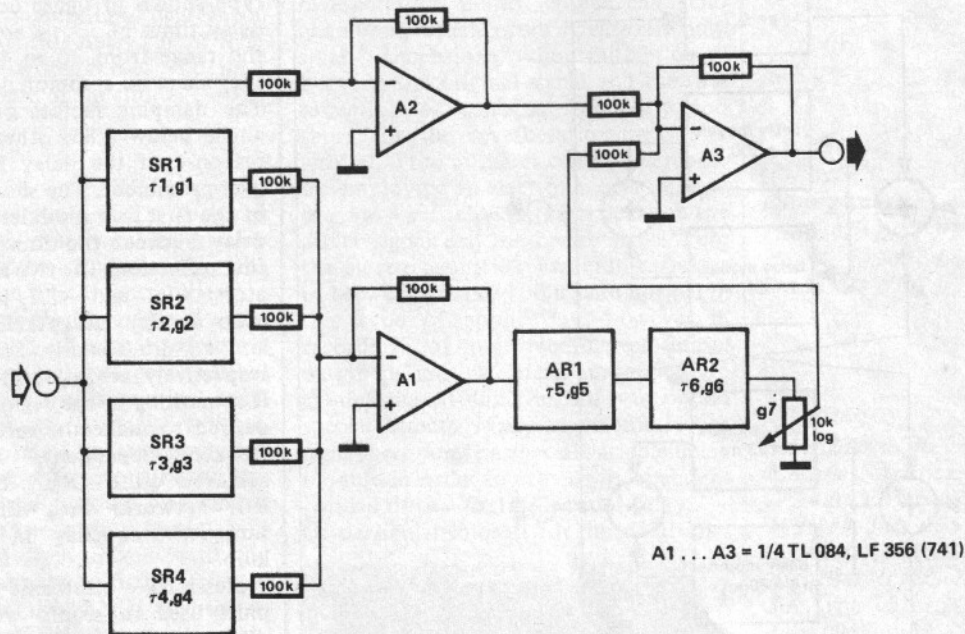 100k
100k
100k
100k
A2
−
+
100k
100k
A3
−
+
SR1
τ1,g1
100k
SR2
τ2,g2
100k
100k
A1
−
+
AR1
τ5,g5
AR2
τ6,g6
g7
10k
log
SR3
τ3,g3
100k
SR4
τ4,g4
100k
A1 . . . A3 = 1/4 TL 084, LF 356 (741)